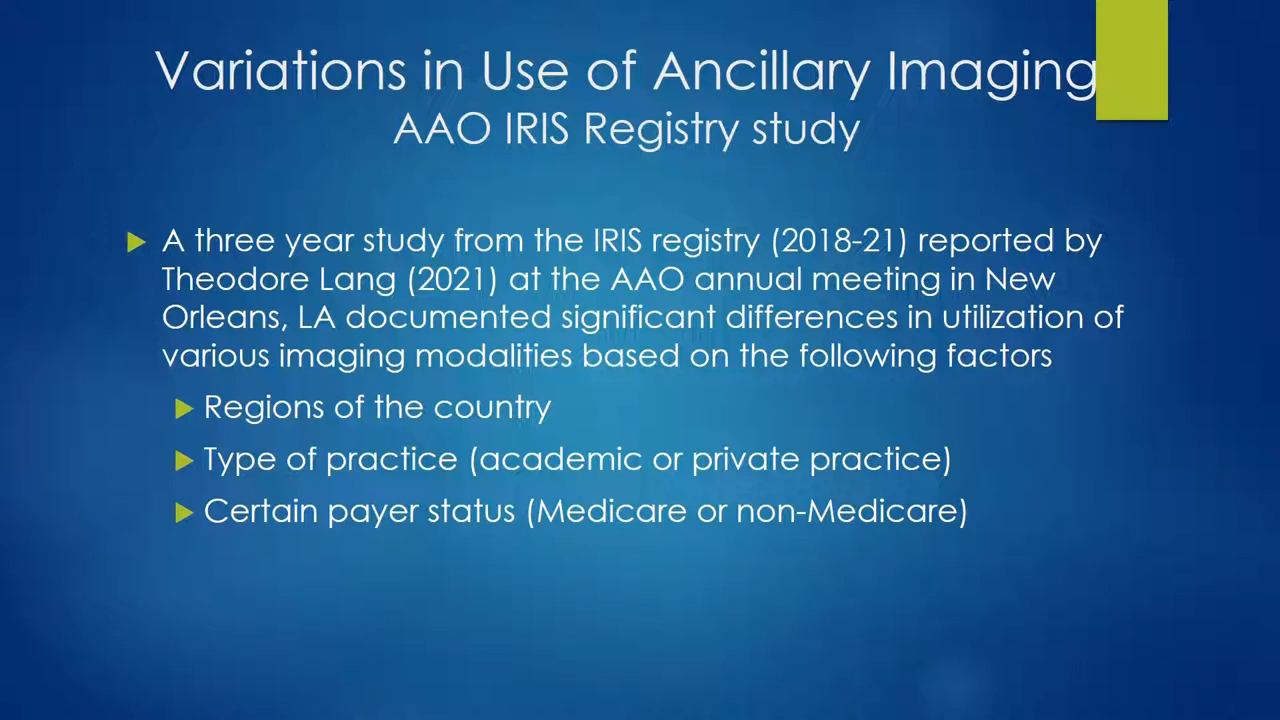 Variations in Use of Ancillary Imaging
AAO IRIS Registry study
A three year study from the IRIS registry (2018-21) reported by
Theodore Lang (2021) at the AAO annual meeting in New
Orleans, LA documented significant differences in utilization of
various imaging modalities based on the following factors
Regions of the country
Type of practice (academic or private practice)
Certain payer status (Medicare or non-Medicare)